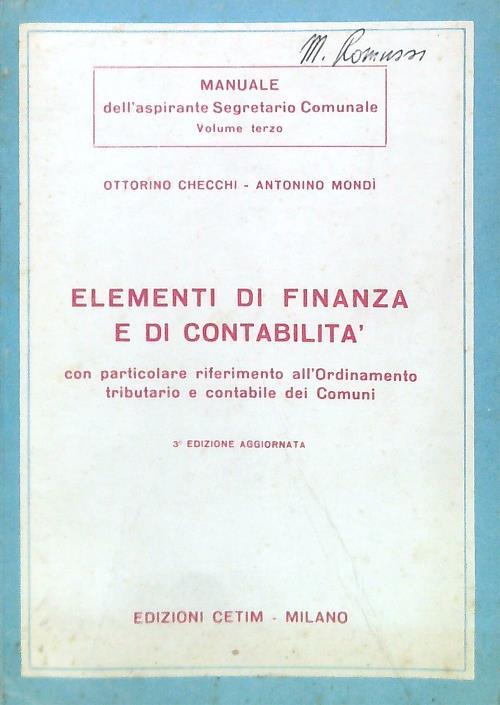 M. Romussi
MANUALE
dell'aspirante Segretario Comunale
Volume terzo
OTTORINO CHECCHI - ANTONINO MONDÌ
ELEMENTI DI FINANZA
E DI CONTABILITA'
con particolare riferimento all'Ordinamento
tributario e contabile dei Comuni
3ª EDIZIONE AGGIORNATA
EDIZIONI CETIM - MILANO